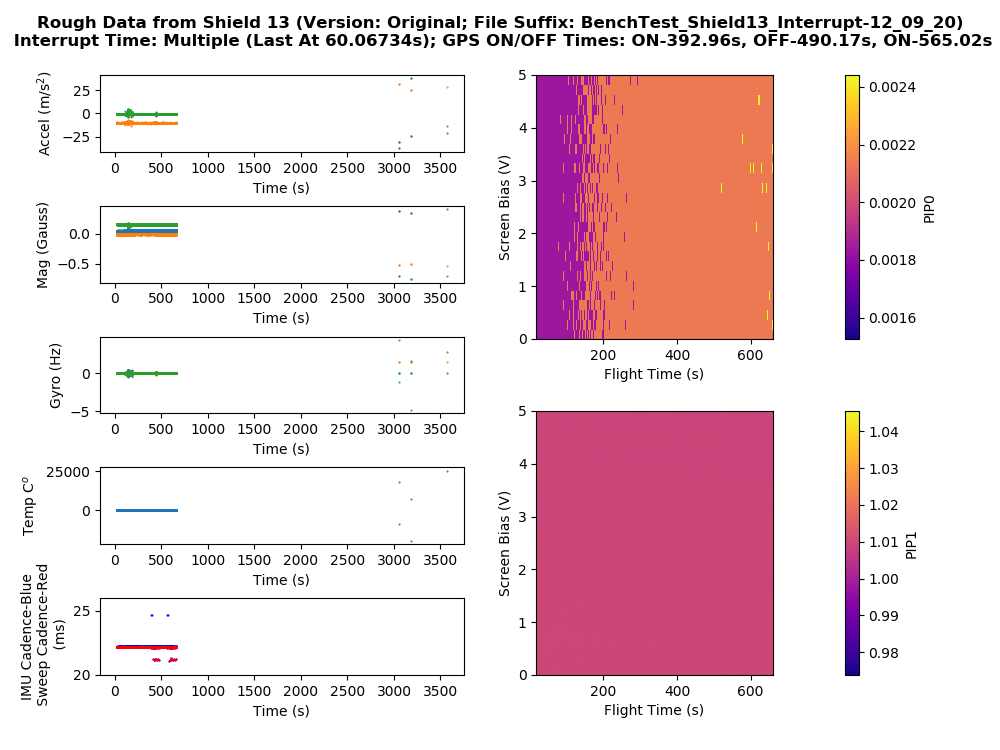 Rough Data from Shield 13 (Version: Original; File Suffix: BenchTest_Shield13_Interrupt-12_09_20)
Interrupt Time: Multiple (Last At 60.06734s); GPS ON/OFF Times: ON-392.96s, OFF-490.17s, ON-565.02s
Accel (m/s²)
25
0
−25
0 500 1000 1500 2000 2500 3000 3500
Time (s)
Mag (Gauss)
0.0
−0.5
0 500 1000 1500 2000 2500 3000 3500
Time (s)
Gyro (Hz)
0
−5
0 500 1000 1500 2000 2500 3000 3500
Time (s)
Temp C°
25000
0
0 500 1000 1500 2000 2500 3000 3500
Time (s)
IMU Cadence-Blue
Sweep Cadence-Red
(ms)
25
20
0 500 1000 1500 2000 2500 3000 3500
Time (s)
Screen Bias (V)
5
4
3
2
1
0
200 400 600
Flight Time (s)
0.0024
0.0022
0.0020
0.0018
0.0016
PIP0
Screen Bias (V)
5
4
3
2
1
0
200 400 600
Flight Time (s)
1.04
1.03
1.02
1.01
1.00
0.99
0.98
PIP1